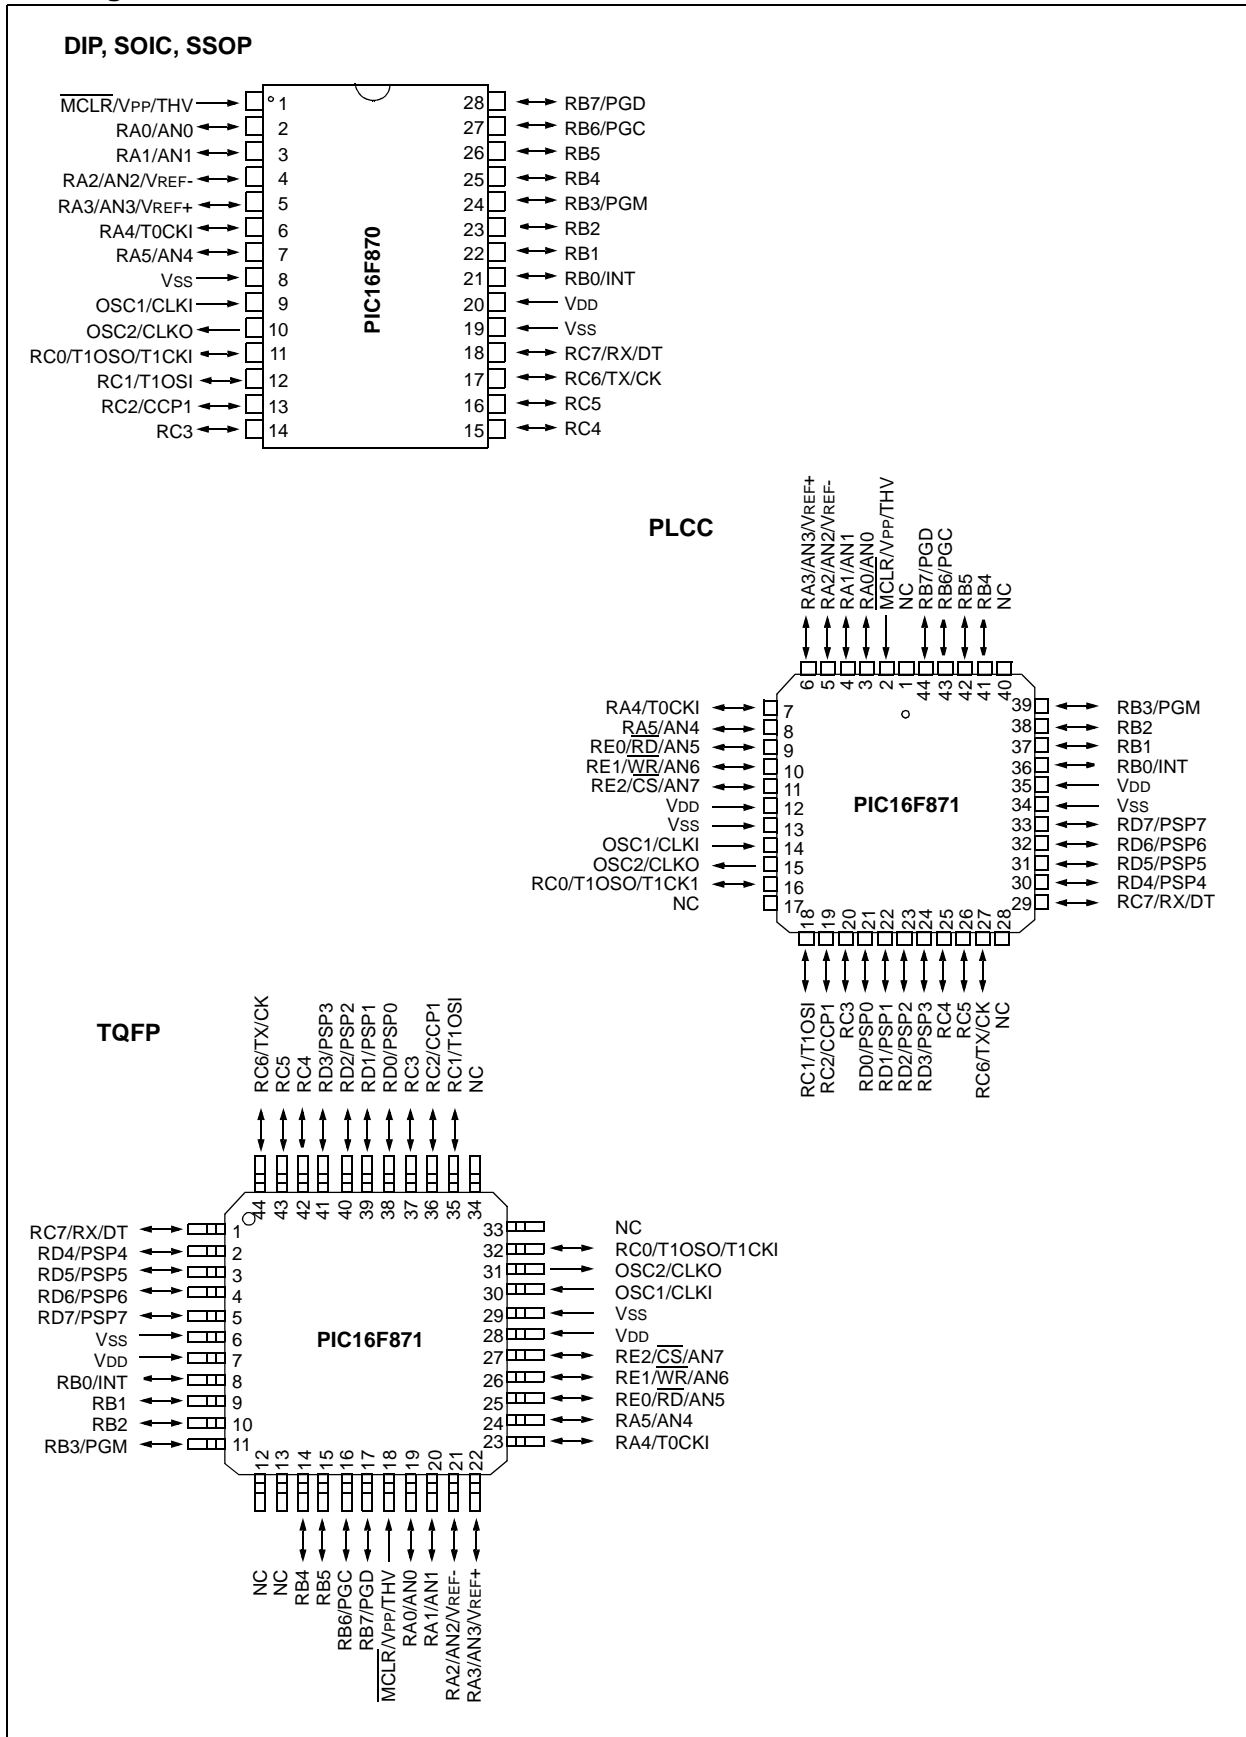 DIP, SOIC, SSOP
MCLR/VPP/THV 1 28 RB7/PGD
RA0/AN0 2 27 RB6/PGC
RA1/AN1 3 26 RB5
RA2/AN2/VREF- 4 25 RB4
RA3/AN3/VREF+ 5 24 RB3/PGM
RA4/T0CKI 6 23 RB2
RA5/AN4 7 22 RB1
VSS 8 21 RB0/INT
OSC1/CLKI 9 20 VDD
OSC2/CLKO 10 19 VSS
RC0/T1OSO/T1CKI 11 18 RC7/RX/DT
RC1/T1OSI 12 17 RC6/TX/CK
RC2/CCP1 13 16 RC5
RC3 14 15 RC4
PIC16F870
PLCC
RA3/AN3/VREF+
RA2/AN2/VREF-
RA1/AN1
RA0/AN0
MCLR/VPP/THV
NC
RB7/PGD
RB6/PGC
RB5
RB4
NC
6 5 4 3 2 1 44 43 42 41 40
RA4/T0CKI 7 39 RB3/PGM
RA5/AN4 8 38 RB2
RE0/RD/AN5 9 37 RB1
RE1/WR/AN6 10 36 RB0/INT
RE2/CS/AN7 11 35 VDD
VDD 12 34 VSS
VSS 13 33 RD7/PSP7
OSC1/CLKI 14 32 RD6/PSP6
OSC2/CLKO 15 31 RD5/PSP5
RC0/T1OSO/T1CK1 16 30 RD4/PSP4
NC 17 29 RC7/RX/DT
PIC16F871
18 19 20 21 22 23 24 25 26 27 28
RC1/T1OSI
RC2/CCP1
RC3
RD0/PSP0
RD1/PSP1
RD2/PSP2
RD3/PSP3
RC4
RC5
RC6/TX/CK
NC
TQFP
RC6/TX/CK
RC5
RC4
RD3/PSP3
RD2/PSP2
RD1/PSP1
RD0/PSP0
RC3
RC2/CCP1
RC1/T1OSI
NC
44 43 42 41 40 39 38 37 36 35 34
RC7/RX/DT 1 33 NC
RD4/PSP4 2 32 RC0/T1OSO/T1CKI
RD5/PSP5 3 31 OSC2/CLKO
RD6/PSP6 4 30 OSC1/CLKI
RD7/PSP7 5 29 VSS
VSS 6 28 VDD
VDD 7 27 RE2/CS/AN7
RB0/INT 8 26 RE1/WR/AN6
RB1 9 25 RE0/RD/AN5
RB2 10 24 RA5/AN4
RB3/PGM 11 23 RA4/T0CKI
PIC16F871
12 13 14 15 16 17 18 19 20 21 22
NC
NC
RB4
RB5
RB6/PGC
RB7/PGD
MCLR/VPP/THV
RA0/AN0
RA1/AN1
RA2/AN2/VREF-
RA3/AN3/VREF+